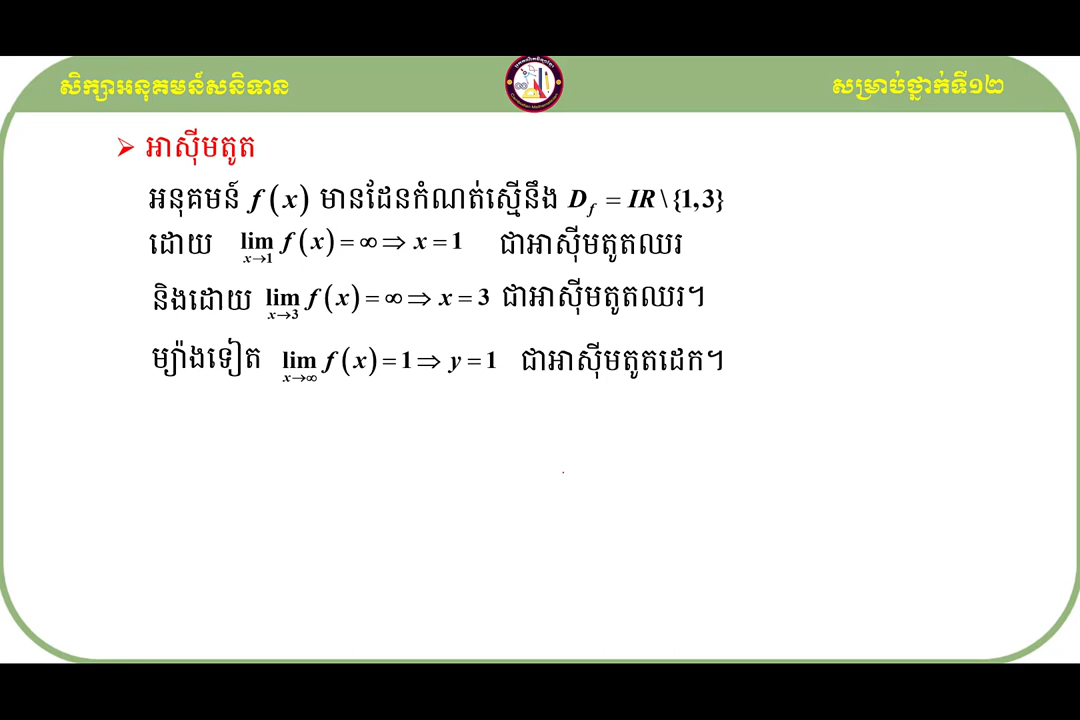 សិក្សាអនុគមន៍សនិទាន
សម្រាប់ថ្នាក់ទី១២
➢ អាស៊ីមតូត
អនុគមន៍ f(x) មានដែនកំណត់ស្មើនឹង D_f = IR \ {1,3}
ដោយ lim_{x→1} f(x) = ∞ ⇒ x = 1 ជាអាស៊ីមតូតឈរ
និងដោយ lim_{x→3} f(x) = ∞ ⇒ x = 3 ជាអាស៊ីមតូតឈរ។
ម្យ៉ាងទៀត lim_{x→∞} f(x) = 1 ⇒ y = 1 ជាអាស៊ីមតូតដេក។